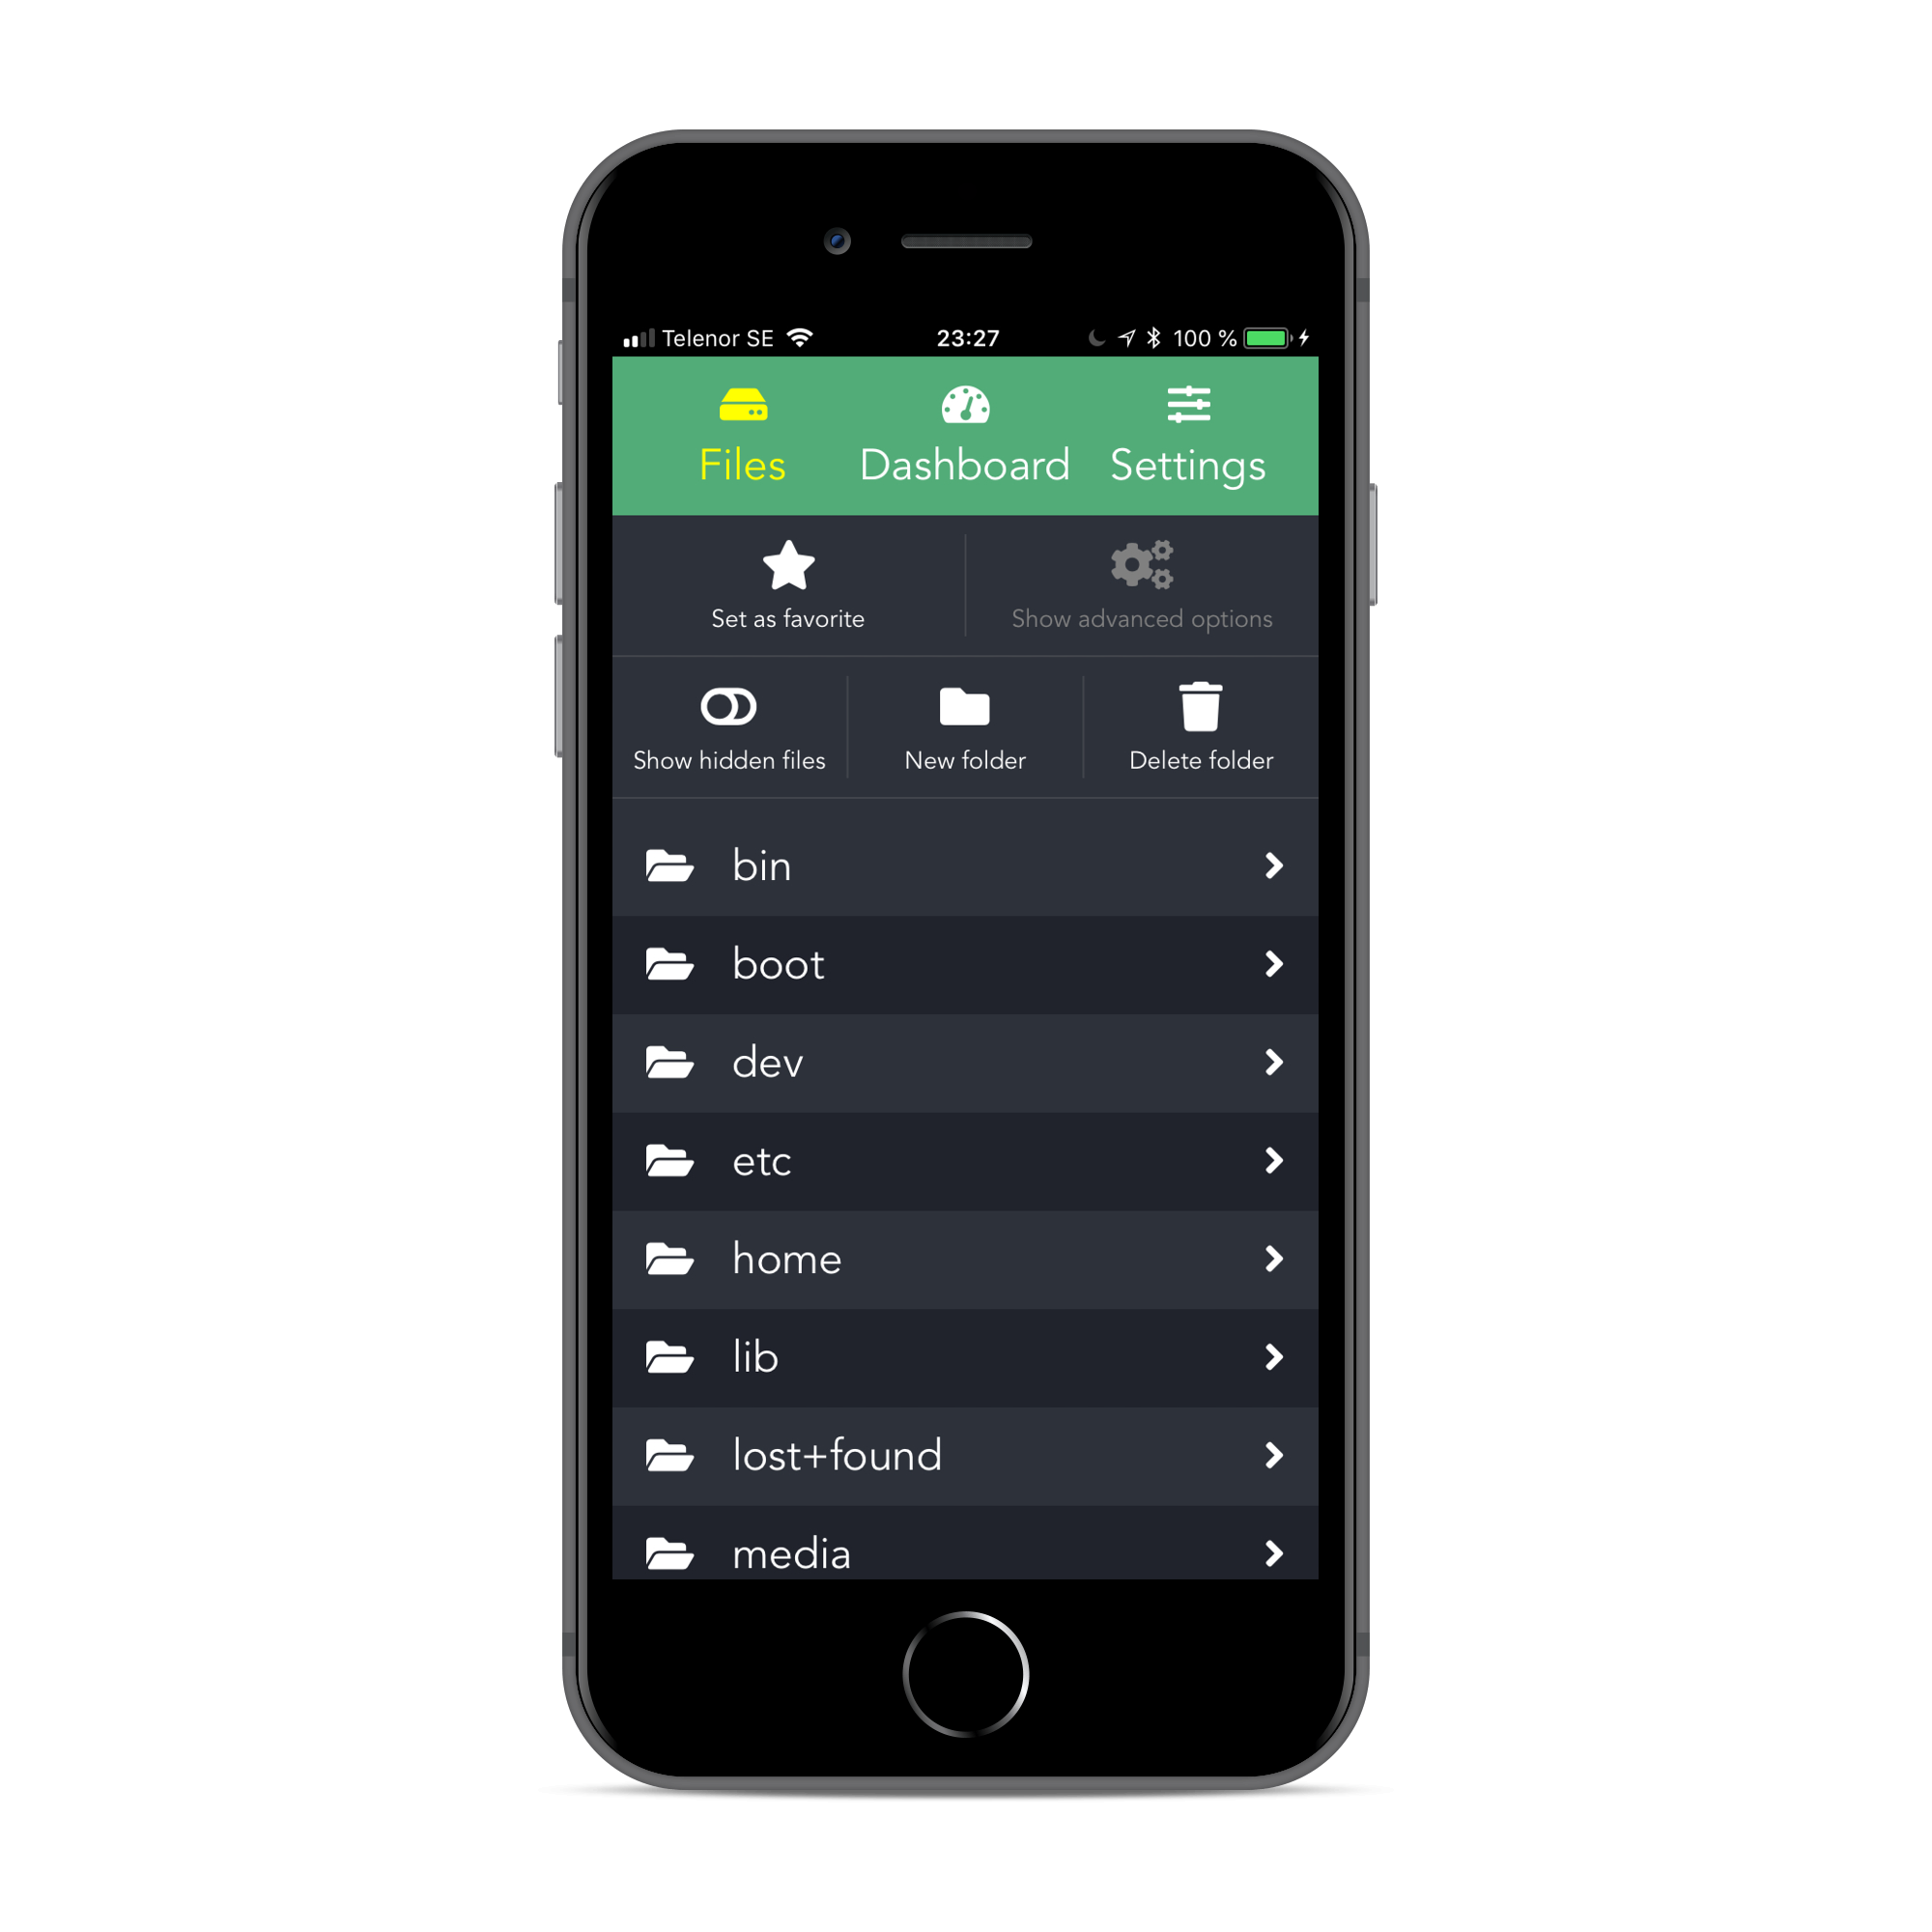 Telenor SE 23:27 100 %
Files Dashboard Settings
Set as favorite Show advanced options
Show hidden files New folder Delete folder
bin
boot
dev
etc
home
lib
lost+found
media